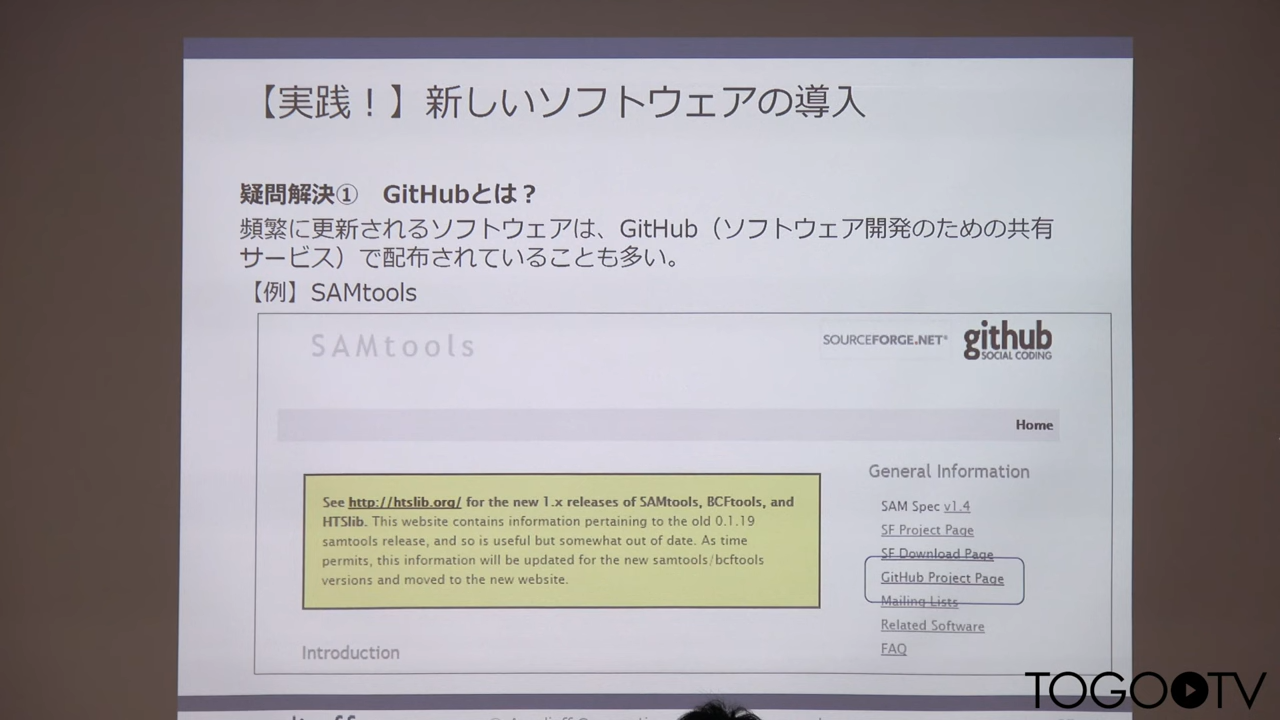 【実践！】新しいソフトウェアの導入
疑問解決① GitHubとは？
頻繁に更新されるソフトウェアは、GitHub（ソフトウェア開発のための共有
サービス）で配布されていることも多い。
【例】SAMtools
SAMtools
SOURCEFORGE.NET®
github
SOCIAL CODING
Home
See http://htslib.org/ for the new 1.x releases of SAMtools, BCFtools, and
HTSlib. This website contains information pertaining to the old 0.1.19
samtools release, and so is useful but somewhat out of date. As time
permits, this information will be updated for the new samtools/bcftools
versions and moved to the new website.
Introduction
General Information
SAM Spec v1.4
SF Project Page
SF Download Page
GitHub Project Page
Mailing Lists
Related Software
FAQ
TOGOTV